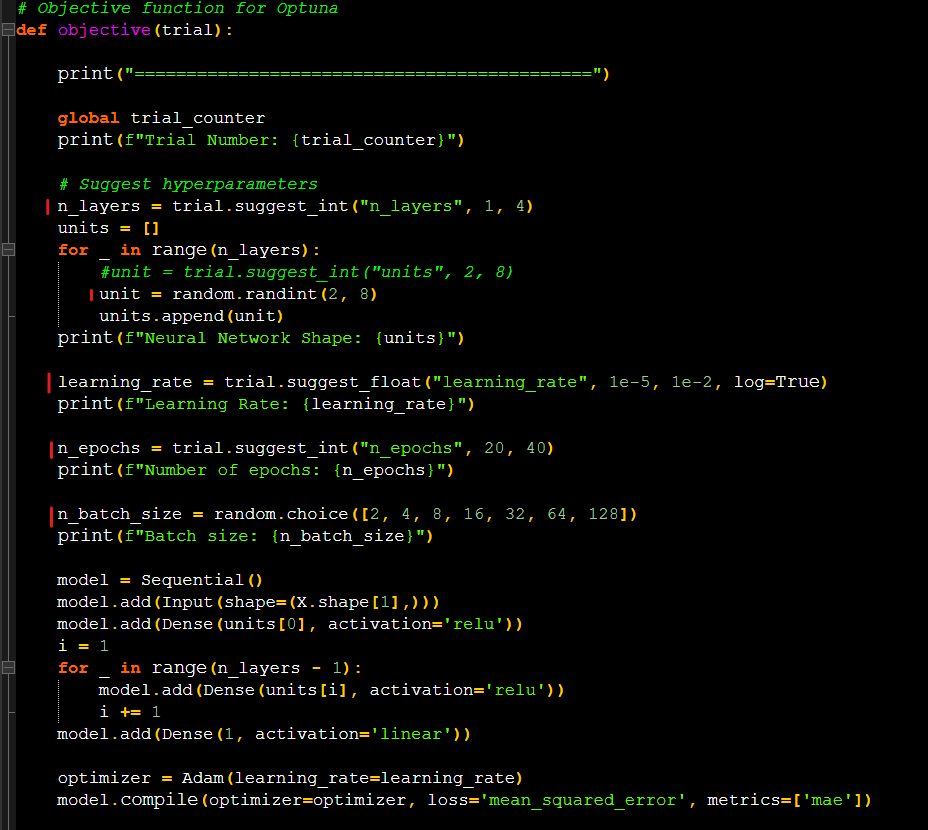 # Objective function for Optuna
def objective(trial):
print("============================================")
global trial_counter
print(f"Trial Number: {trial_counter}")
# Suggest hyperparameters
n_layers = trial.suggest_int("n_layers", 1, 4)
units = []
for _ in range(n_layers):
#unit = trial.suggest_int("units", 2, 8)
unit = random.randint(2, 8)
units.append(unit)
print(f"Neural Network Shape: {units}")
learning_rate = trial.suggest_float("learning_rate", 1e-5, 1e-2, log=True)
print(f"Learning Rate: {learning_rate}")
n_epochs = trial.suggest_int("n_epochs", 20, 40)
print(f"Number of epochs: {n_epochs}")
n_batch_size = random.choice([2, 4, 8, 16, 32, 64, 128])
print(f"Batch size: {n_batch_size}")
model = Sequential()
model.add(Input(shape=(X.shape[1],)))
model.add(Dense(units[0], activation='relu'))
i = 1
for _ in range(n_layers - 1):
model.add(Dense(units[i], activation='relu'))
i += 1
model.add(Dense(1, activation='linear'))
optimizer = Adam(learning_rate=learning_rate)
model.compile(optimizer=optimizer, loss='mean_squared_error', metrics=['mae'])